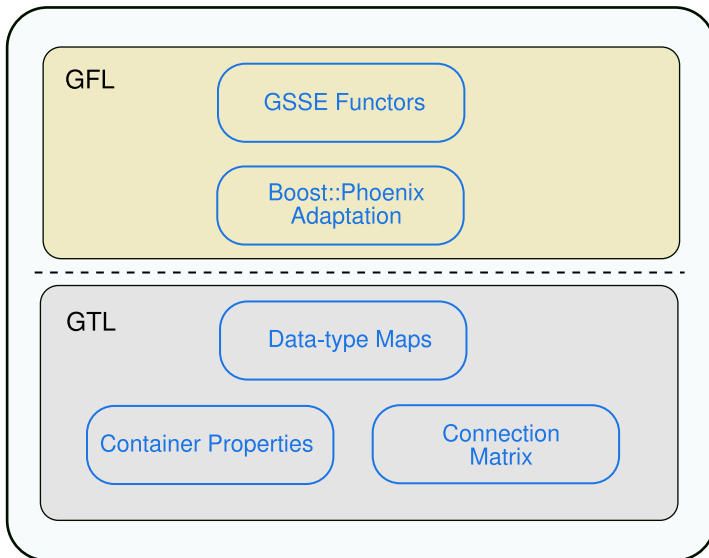 GFL
GSSE Functors
Boost::Phoenix
Adaptation
GTL
Data-type Maps
Container Properties
Connection
Matrix